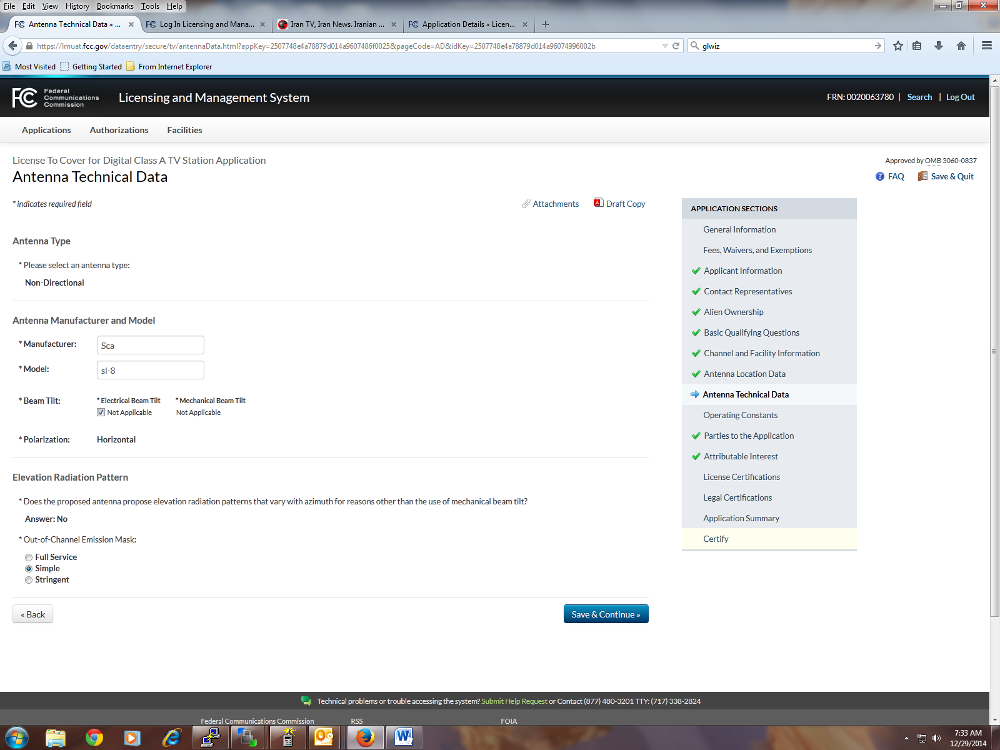 File Edit View History Bookmarks Tools Help
Antenna Technical Data « ... Log In Licensing and Mana... Iran TV, Iran News. Iranian ... Application Details « Licen...
https://lmuat.fcc.gov/dataentry/secure/tv/antennaData.html?appKey=2507748e4a78879d014a9607486f0025&pageCode=AD&idKey=2507748e4a78879d014a96074996002b glwiz
Most Visited Getting Started From Internet Explorer
FC Federal Communications Commission Licensing and Management System FRN: 0020063780 | Search | Log Out
Applications Authorizations Facilities
License To Cover for Digital Class A TV Station Application
Antenna Technical Data
Approved by OMB 3060-0837
FAQ Save & Quit
* indicates required field Attachments Draft Copy
Antenna Type
* Please select an antenna type:
Non-Directional
Antenna Manufacturer and Model
* Manufacturer: Sca
* Model: sl-8
* Beam Tilt: * Electrical Beam Tilt * Mechanical Beam Tilt
Not Applicable Not Applicable
* Polarization: Horizontal
Elevation Radiation Pattern
* Does the proposed antenna propose elevation radiation patterns that vary with azimuth for reasons other than the use of mechanical beam tilt?
Answer: No
* Out-of-Channel Emission Mask:
Full Service
Simple
Stringent
« Back Save & Continue »
APPLICATION SECTIONS
General Information
Fees, Waivers, and Exemptions
Applicant Information
Contact Representatives
Alien Ownership
Basic Qualifying Questions
Channel and Facility Information
Antenna Location Data
Antenna Technical Data
Operating Constants
Parties to the Application
Attributable Interest
License Certifications
Legal Certifications
Application Summary
Certify
Technical problems or trouble accessing the system? Submit Help Request or Contact (877) 480-3201 TTY: (717) 338-2824
Federal Communications Commission RSS FOIA
7:33 AM
12/29/2014